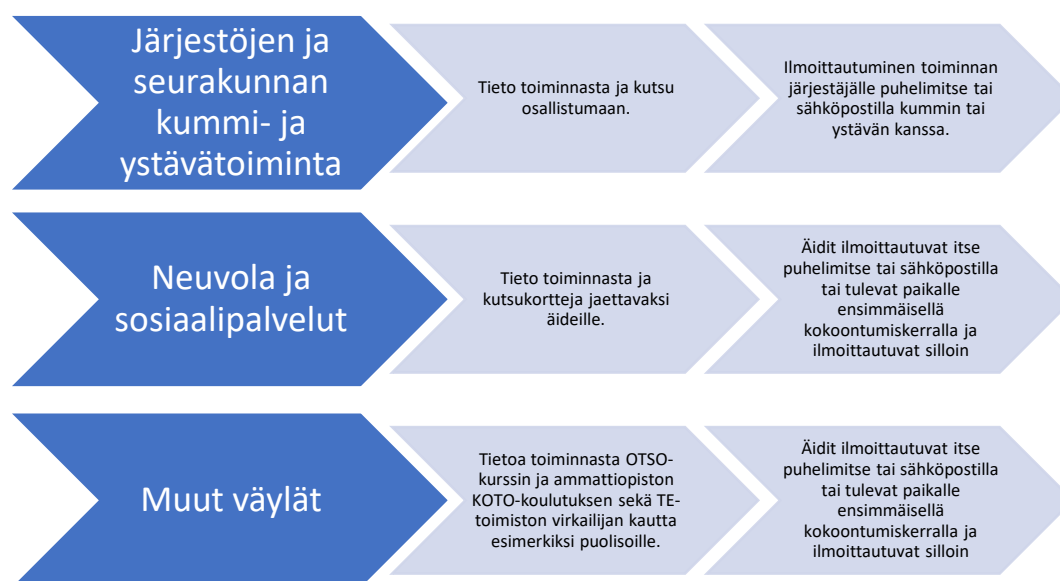 Järjestöjen ja
seurakunnan
kummi- ja
ystävätoiminta
Tieto toiminnasta ja kutsu
osallistumaan.
Ilmoittautuminen toiminnan
järjestäjälle puhelimitse tai
sähköpostilla kummin tai
ystävän kanssa.
Neuvola ja
sosiaalipalvelut
Tieto toiminnasta ja
kutsukortteja jaettavaksi
äideille.
Äidit ilmoittautuvat itse
puhelimitse tai sähköpostilla
tai tulevat paikalle
ensimmäisellä
kokoontumiskerralla ja
ilmoittautuvat silloin
Muut väylät
Tietoa toiminnasta OTSO-
kurssin ja ammattiopiston
KOTO-koulutuksen sekä TE-
toimiston virkailijan kautta
esimerkiksi puolisoille.
Äidit ilmoittautuvat itse
puhelimitse tai sähköpostilla
tai tulevat paikalle
ensimmäisellä
kokoontumiskerralla ja
ilmoittautuvat silloin